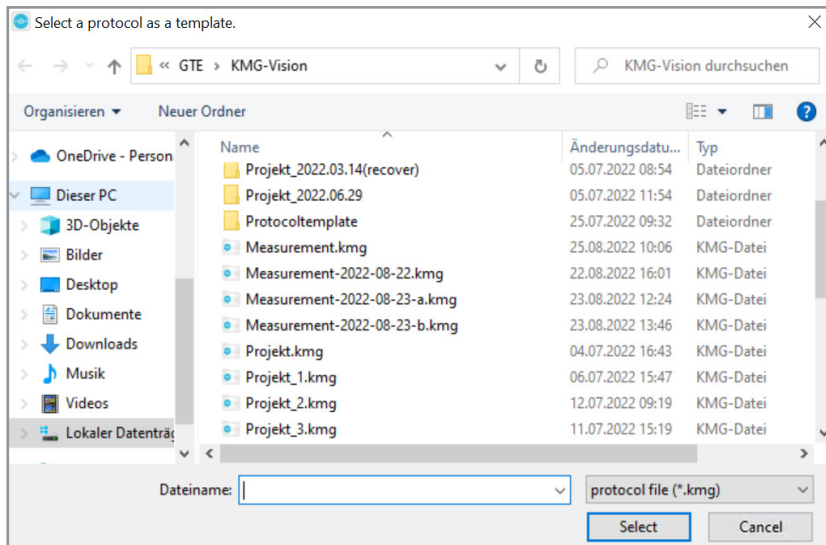 Select a protocol as a template.
« GTE › KMG-Vision
KMG-Vision durchsuchen
Organisieren
Neuer Ordner
Name Änderungsdatu... Typ
OneDrive - Person
Dieser PC
3D-Objekte
Bilder
Desktop
Dokumente
Downloads
Musik
Videos
Lokaler Datenträg
Projekt_2022.03.14(recover) 05.07.2022 08:54 Dateiordner
Projekt_2022.06.29 05.07.2022 11:54 Dateiordner
Protocoltemplate 25.07.2022 09:32 Dateiordner
Measurement.kmg 25.08.2022 10:06 KMG-Datei
Measurement-2022-08-22.kmg 22.08.2022 16:01 KMG-Datei
Measurement-2022-08-23-a.kmg 23.08.2022 12:24 KMG-Datei
Measurement-2022-08-23-b.kmg 23.08.2022 13:46 KMG-Datei
Projekt.kmg 04.07.2022 16:43 KMG-Datei
Projekt_1.kmg 06.07.2022 15:47 KMG-Datei
Projekt_2.kmg 12.07.2022 09:19 KMG-Datei
Projekt_3.kmg 11.07.2022 15:19 KMG-Datei
Dateiname:
protocol file (*.kmg)
Select
Cancel